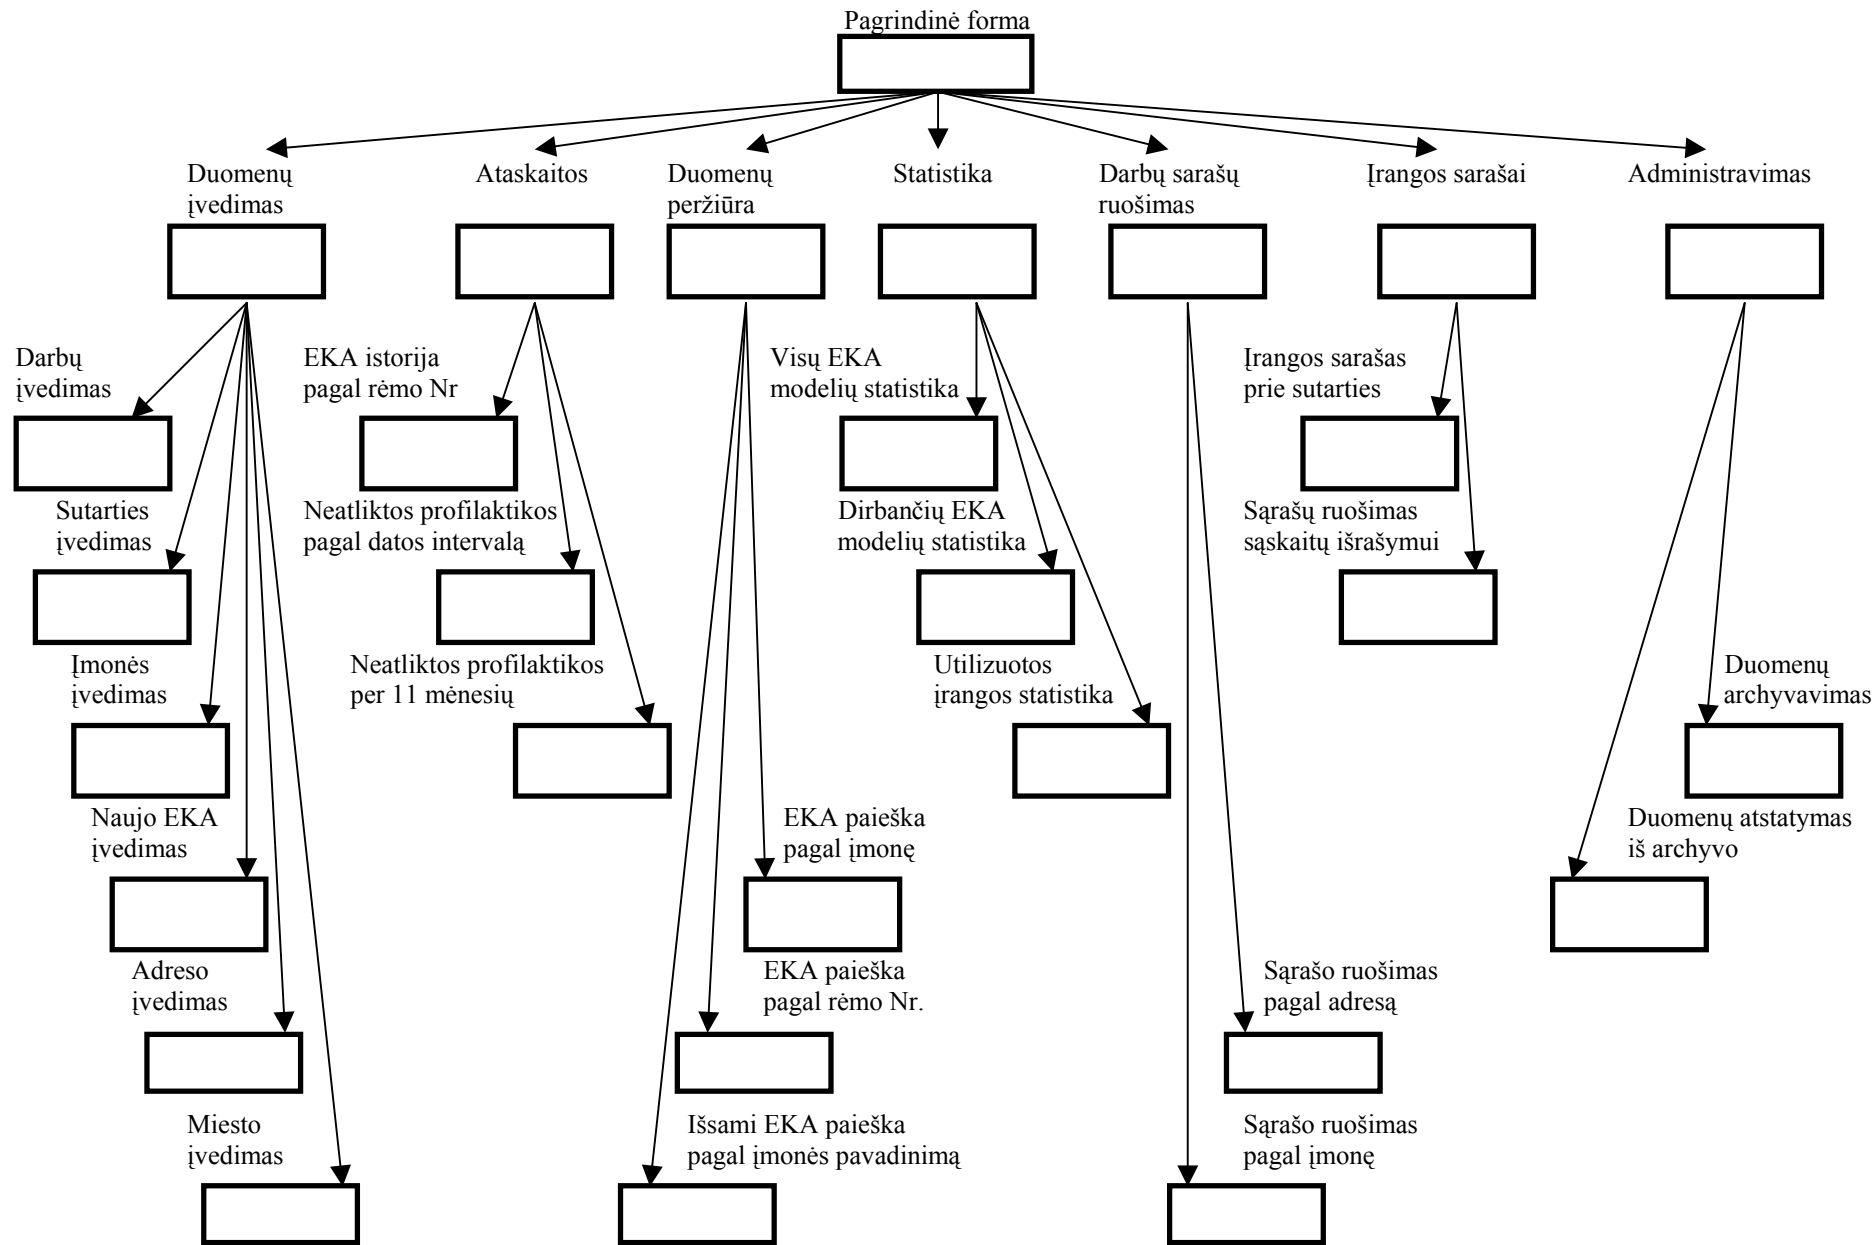 Pagrindinė forma
Duomenų
įvedimas
Ataskaitos
Duomenų
peržiūra
Statistika
Darbų sarašų
ruošimas
Įrangos sarašai
Administravimas
Darbų
įvedimas
EKA istorija
pagal rėmo Nr
Visų EKA
modelių statistika
Įrangos sarašas
prie sutarties
Sutarties
įvedimas
Neatliktos profilaktikos
pagal datos intervalą
Dirbančių EKA
modelių statistika
Sąrašų ruošimas
sąskaitų išrašymui
Įmonės
įvedimas
Neatliktos profilaktikos
per 11 mėnesių
Utilizuotos
įrangos statistika
Duomenų
archyvavimas
Naujo EKA
įvedimas
EKA paieška
pagal įmonę
Duomenų atstatymas
iš archyvo
Adreso
įvedimas
EKA paieška
pagal rėmo Nr.
Sąrašo ruošimas
pagal adresą
Miesto
įvedimas
Išsami EKA paieška
pagal įmonės pavadinimą
Sąrašo ruošimas
pagal įmonę